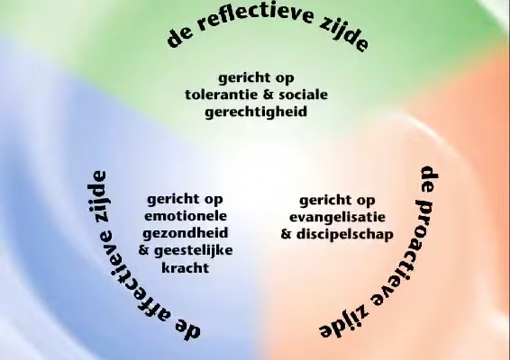 de reflectieve zijde
gericht op
tolerantie & sociale
gerechtigheid
de affectieve zijde
gericht op
emotionele
gezondheid
& geestelijke
kracht
gericht op
evangelisatie
& discipelschap
de proactieve zijde